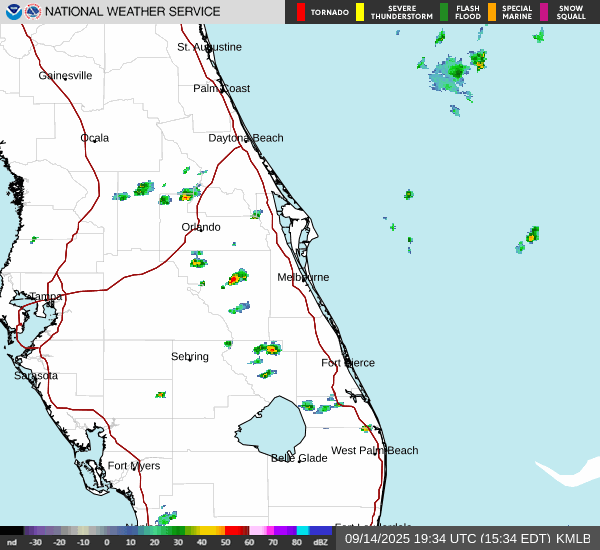 NATIONAL WEATHER SERVICE
TORNADO
SEVERE THUNDERSTORM
FLASH FLOOD
SPECIAL MARINE
SNOW SQUALL
St. Augustine
Gainesville
Palm Coast
Ocala
Daytona Beach
Orlando
Melbourne
Tampa
Sebring
Fort Pierce
Sarasota
West Palm Beach
Belle Glade
Fort Myers
Fort Lauderdale
nd -30 -20 -10 0 10 20 30 40 50 60 70 80 dBZ
09/14/2025 19:34 UTC (15:34 EDT) KMLB